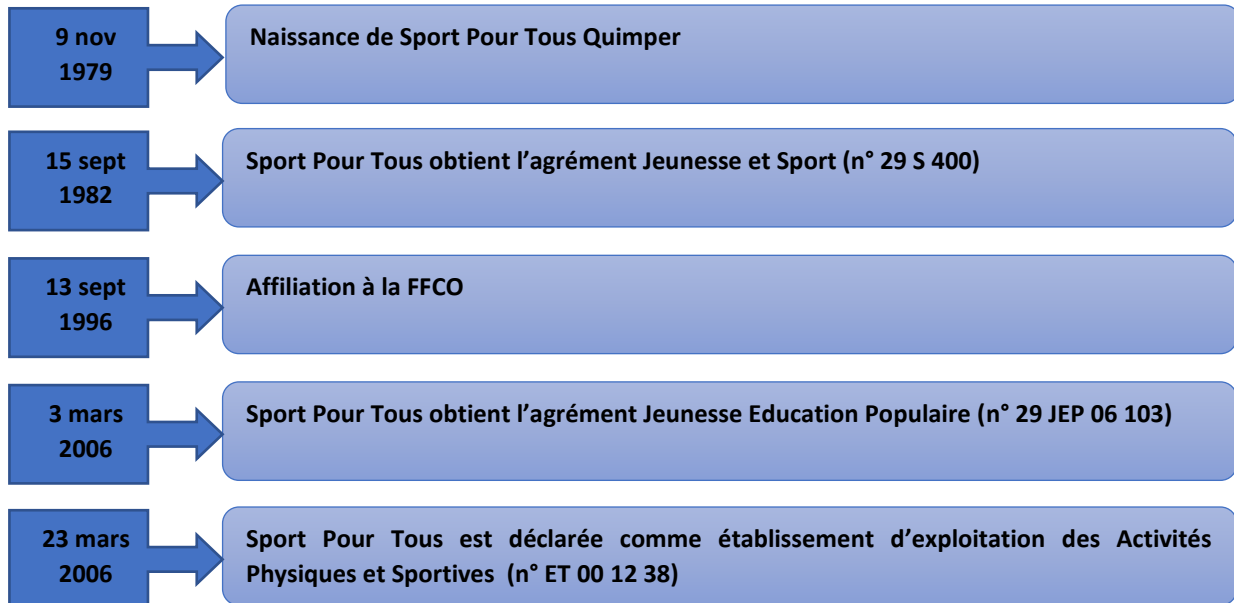 9 nov
1979
Naissance de Sport Pour Tous Quimper
15 sept
1982
Sport Pour Tous obtient l’agrément Jeunesse et Sport (n° 29 S 400)
13 sept
1996
Affiliation à la FFCO
3 mars
2006
Sport Pour Tous obtient l’agrément Jeunesse Education Populaire (n° 29 JEP 06 103)
23 mars
2006
Sport Pour Tous est déclarée comme établissement d’exploitation des Activités
Physiques et Sportives (n° ET 00 12 38)